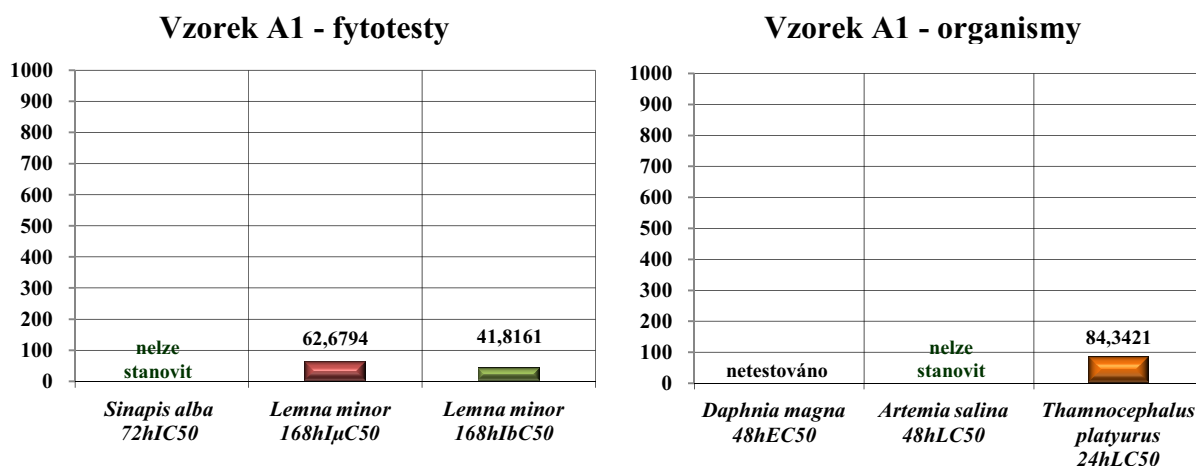 Vzorek A1 - fytotesty
1000
900
800
700
600
500
400
300
200
100
0
nelze
stanovit
62,6794
41,8161
Sinapis alba
72hIC50
Lemna minor
168hIµC50
Lemna minor
168hIbC50
Vzorek A1 - organismy
1000
900
800
700
600
500
400
300
200
100
0
netestováno
nelze
stanovit
84,3421
Daphnia magna
48hEC50
Artemia salina
48hLC50
Thamnocephalus
platyurus
24hLC50